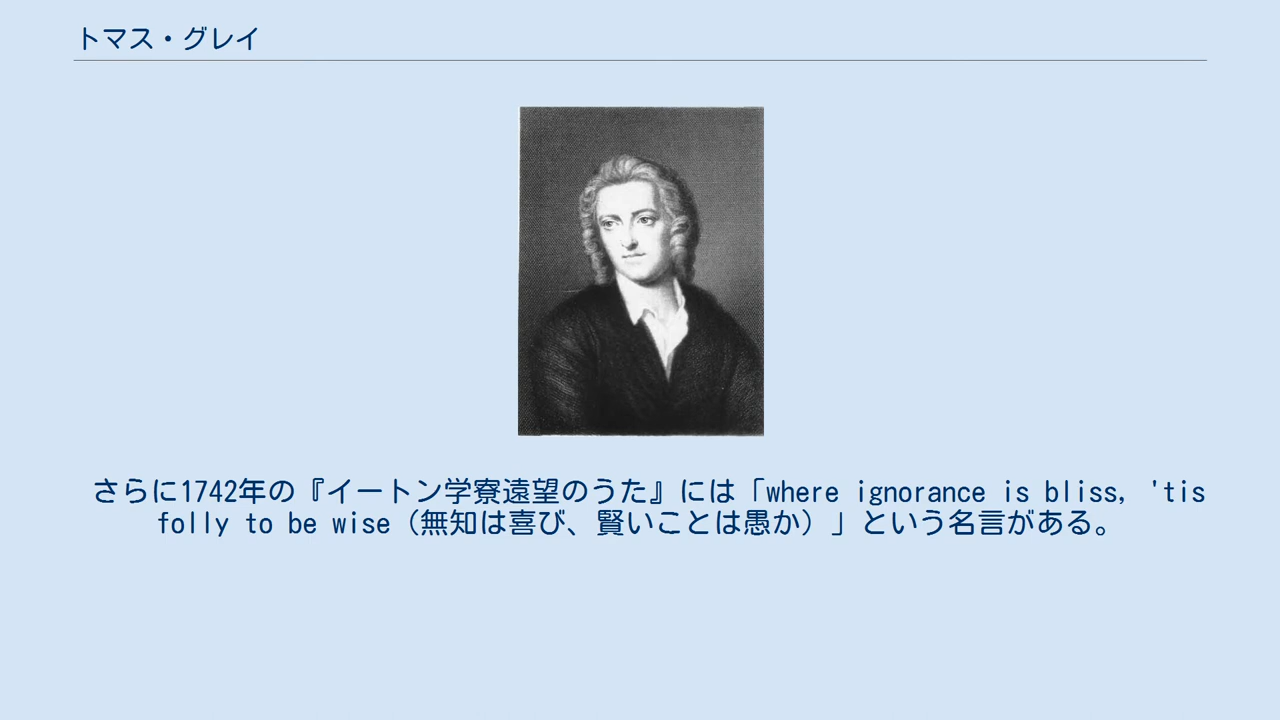 トマス・グレイ
さらに1742年の『イートン学寮遠望のうた』には「where ignorance is bliss, 'tis
folly to be wise（無知は喜び、賢いことは愚か）」という名言がある。